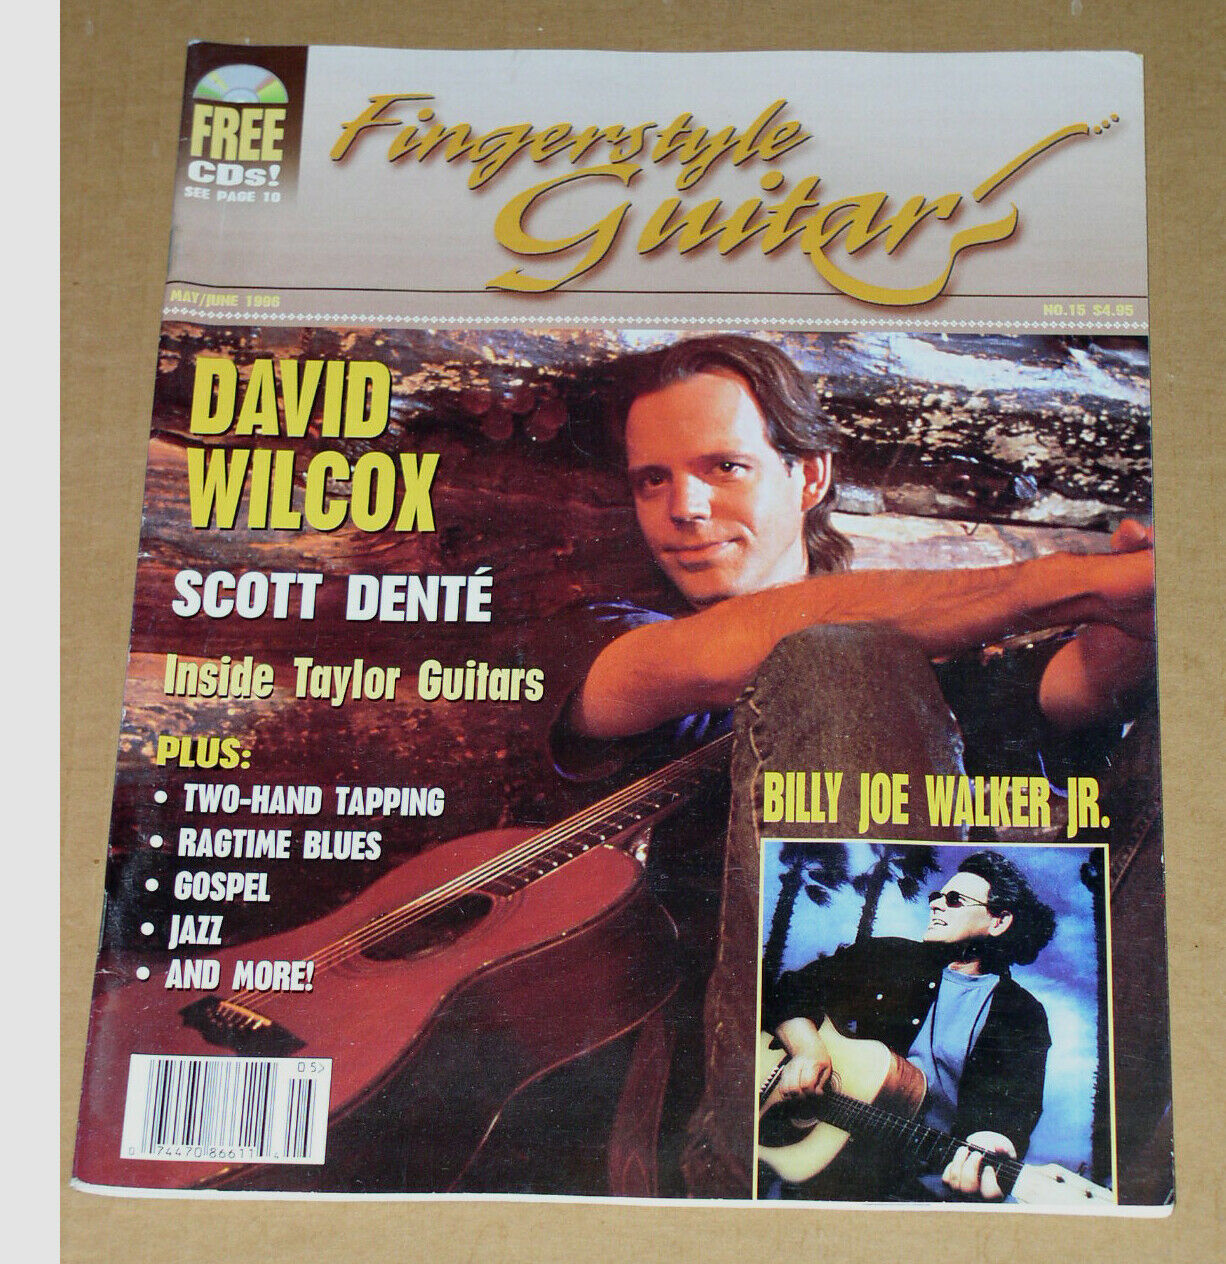 FREE
CDs!
SEE PAGE 10
Fingerstyle
Guitar
MAY/JUNE 1996
NO.15 $4.95
DAVID
WILCOX
SCOTT DENTÉ
Inside Taylor Guitars
PLUS:
• TWO-HAND TAPPING
• RAGTIME BLUES
• GOSPEL
• JAZZ
• AND MORE!
BILLY JOE WALKER JR.
05>
0 74470 86611 4